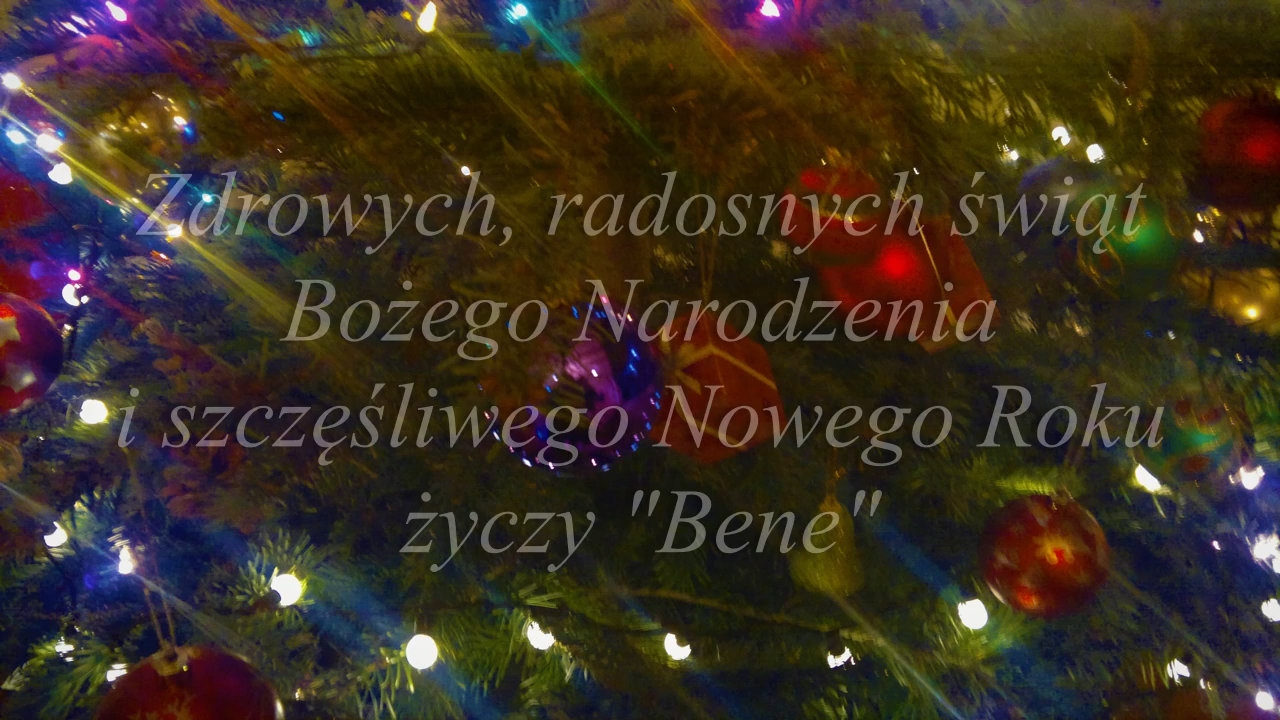 Zdrowych, radosnych świąt
Bożego Narodzenia
i szczęśliwego Nowego Roku
życzy "Bene"